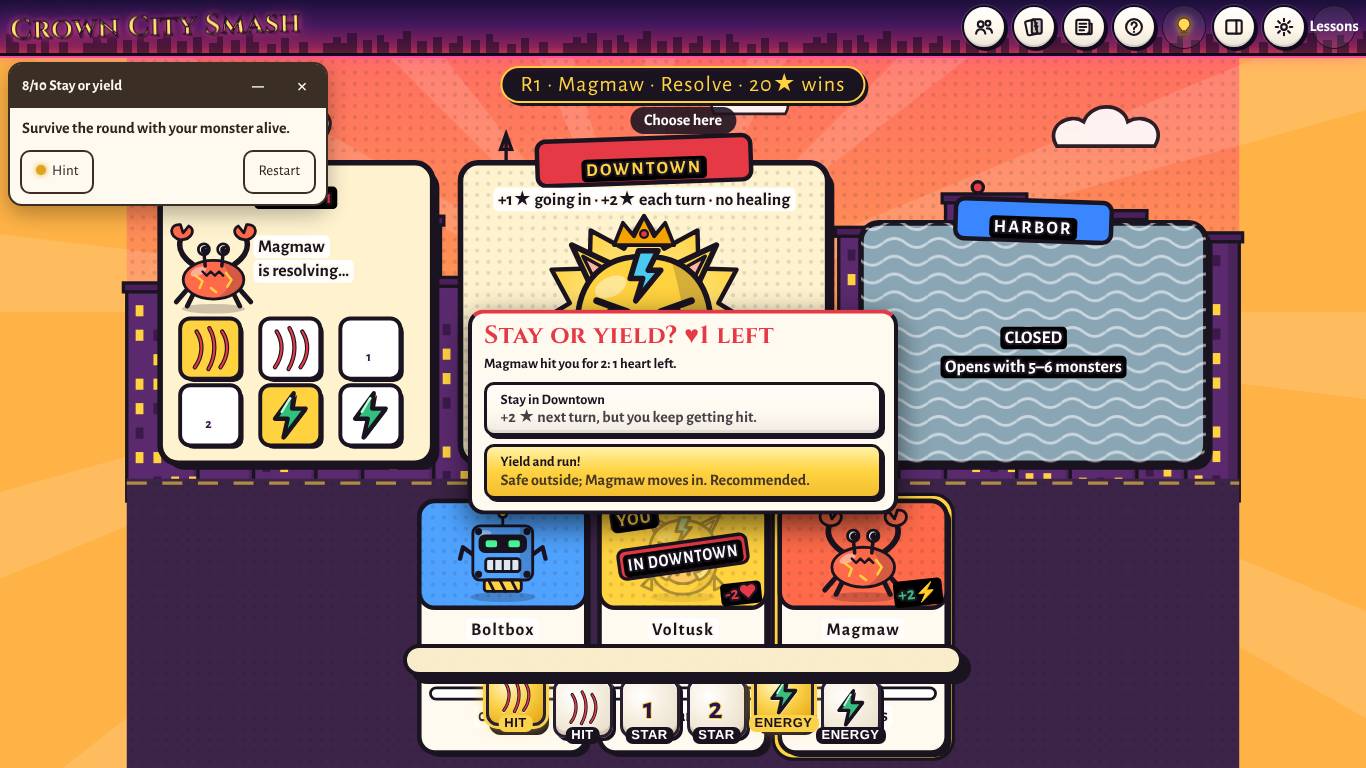 Crown City Smash
Lessons
8/10 Stay or yield
Survive the round with your monster alive.
Hint
Restart
R1 · Magmaw · Resolve · 20★ wins
Choose here
DOWNTOWN
+1★ going in · +2★ each turn · no healing
Magmaw
is resolving...
1
2
HARBOR
CLOSED
Opens with 5–6 monsters
Stay or yield? ♥1 left
Magmaw hit you for 2: 1 heart left.
Stay in Downtown
+2 ★ next turn, but you keep getting hit.
Yield and run!
Safe outside; Magmaw moves in. Recommended.
YOU
IN DOWNTOWN
-2♥
+2⚡
Boltbox
Voltusk
Magmaw
1
2
HIT
HIT
STAR
STAR
ENERGY
ENERGY